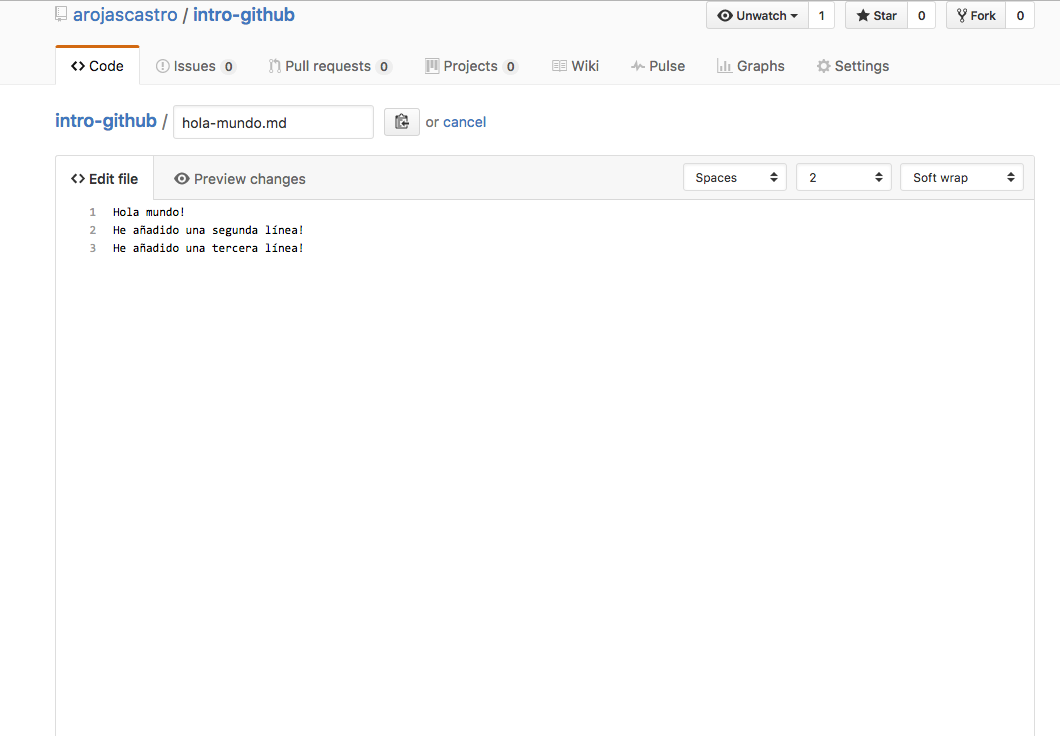 arojascastro / intro-github
Unwatch 1 Star 0 Fork 0
Code Issues 0 Pull requests 0 Projects 0 Wiki Pulse Graphs Settings
intro-github / hola-mundo.md or cancel
Edit file Preview changes Spaces 2 Soft wrap
1 Hola mundo!
2 He añadido una segunda línea!
3 He añadido una tercera línea!